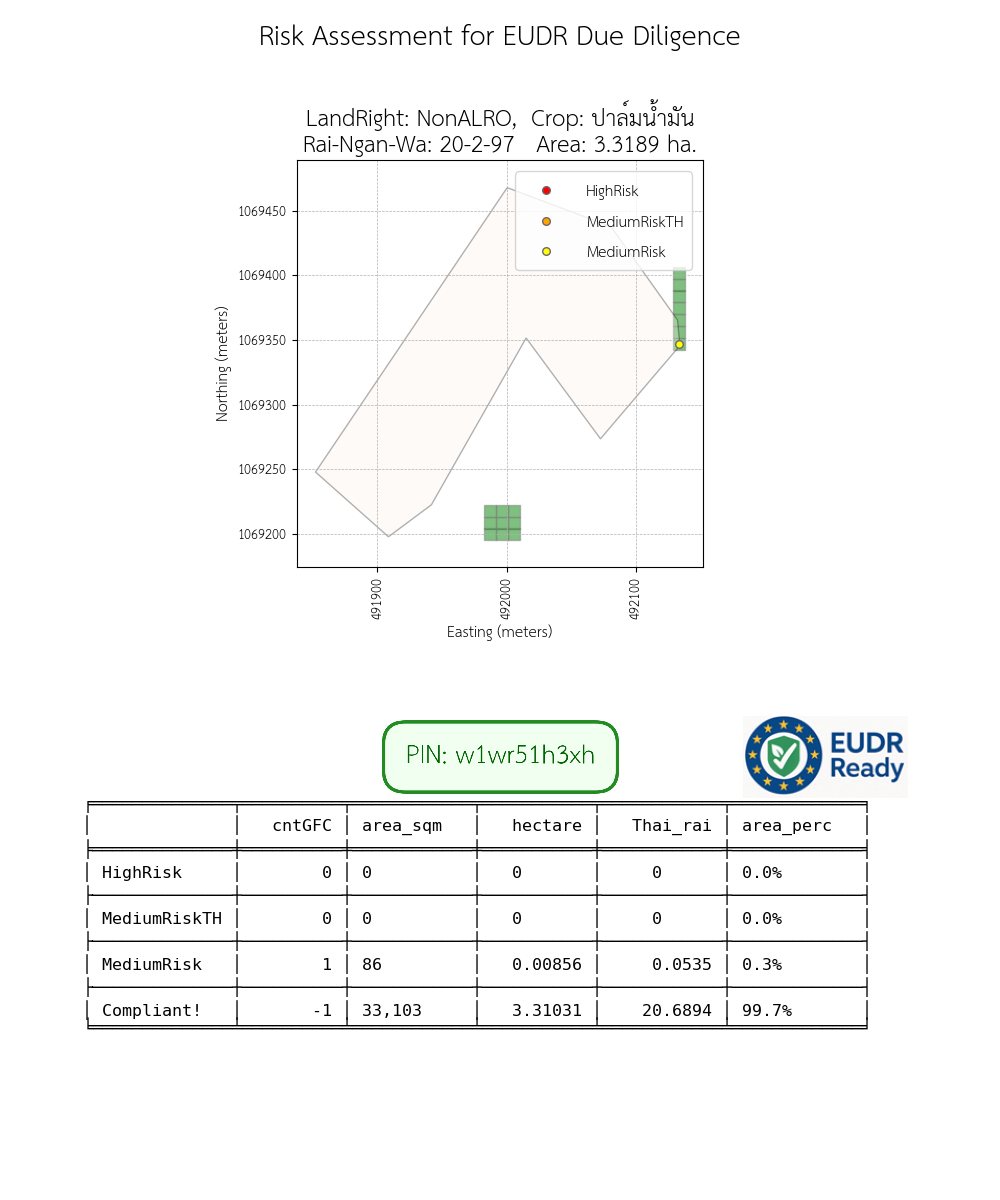 Risk Assessment for EUDR Due Diligence
LandRight: NonALRO, Crop: ปาล์มน้ำมัน
Rai-Ngan-Wa: 20-2-97 Area: 3.3189 ha.
HighRisk
MediumRiskTH
MediumRisk
1069450
1069400
1069350
1069300
1069250
1069200
Northing (meters)
491900
492000
492100
Easting (meters)
PIN: w1wr51h3xh
EUDR
Ready
cntGFC area_sqm hectare Thai_rai area_perc
HighRisk 0 0 0 0 0.0%
MediumRiskTH 0 0 0 0 0.0%
MediumRisk 1 86 0.00856 0.0535 0.3%
Compliant! -1 33,103 3.31031 20.6894 99.7%